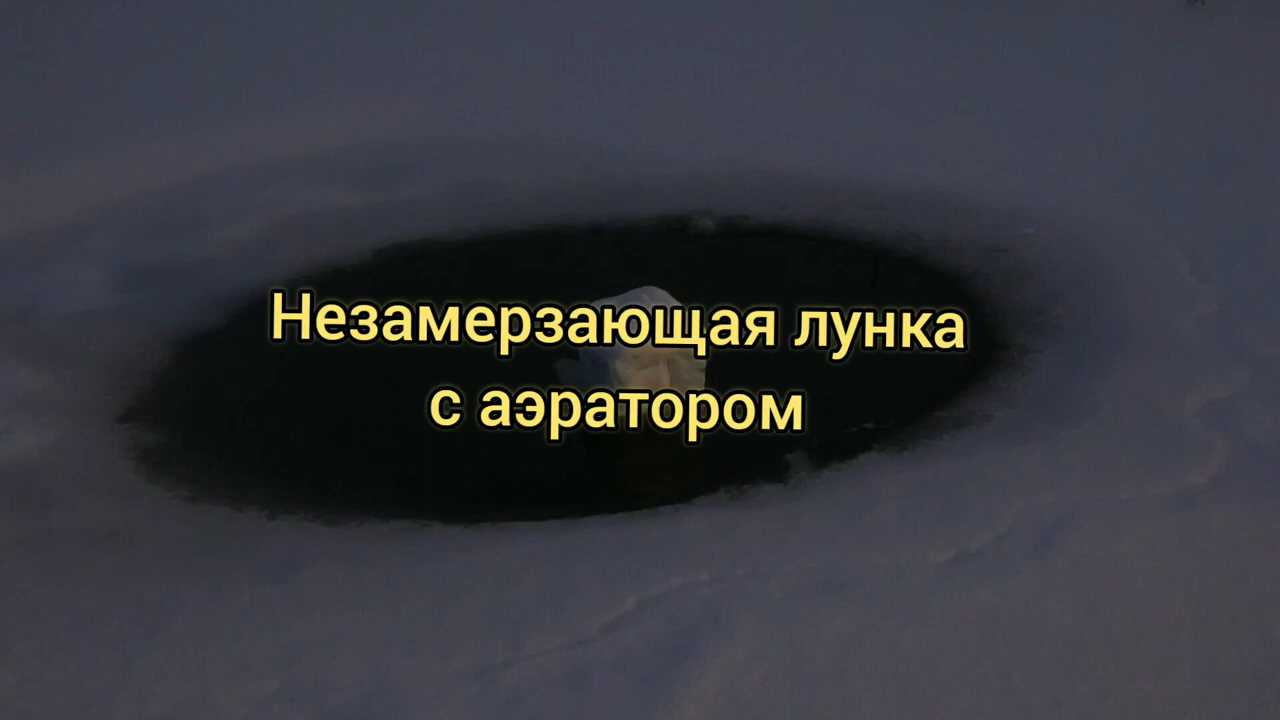 Незамерзающая лунка
с аэратором